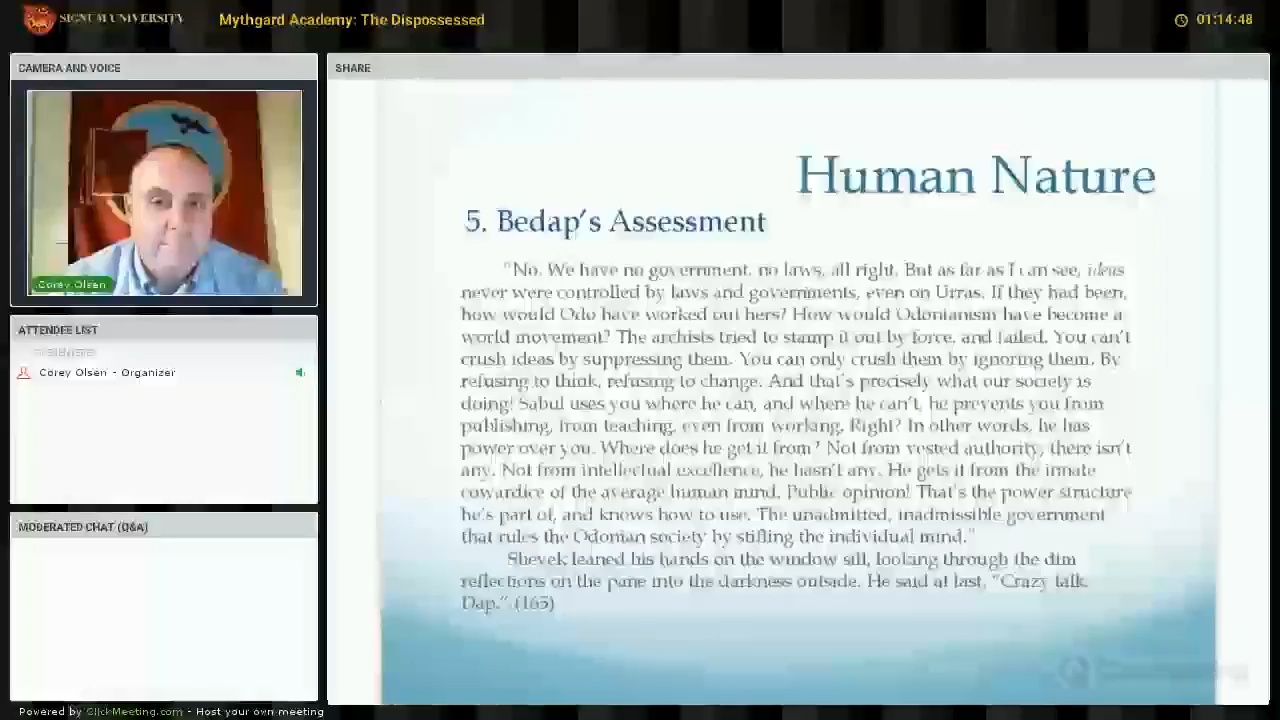 SIGNUM UNIVERSITY
Mythgard Academy: The Dispossessed
01:14:48
CAMERA AND VOICE
Corey Olsen
ATTENDEE LIST
Corey Olsen - Organizer
MODERATED CHAT (Q&A)
Powered by ClickMeeting.com - Host your own meeting
SHARE
Human Nature
5. Bedap's Assessment
"No. We have no government, no laws, all right. But as far as I can see, ideas
never were controlled by laws and governments, even on Urras. If they had been,
how would Odo have worked out hers? How would Odonianism have become a
world movement? The archists tried to stamp it out by force, and failed. You can't
crush ideas by suppressing them. You can only crush them by ignoring them. By
refusing to think, refusing to change. And that's precisely what our society is
doing! Sabul uses you where he can, and where he can't, he prevents you from
publishing, from teaching, even from working. Right? In other words, he has
power over you. Where does he get it from? Not from vested authority, there isn't
any. Not from intellectual excellence, he hasn't any. He gets it from the innate
cowardice of the average human mind. Public opinion! That's the power structure
he's part of, and knows how to use. The unadmitted, inadmissible government
that rules the Odonian society by stifling the individual mind."
Shevek leaned his hands on the window sill, looking through the dim
reflections on the pane into the darkness outside. He said at last, "Crazy talk,
Dap." (165)